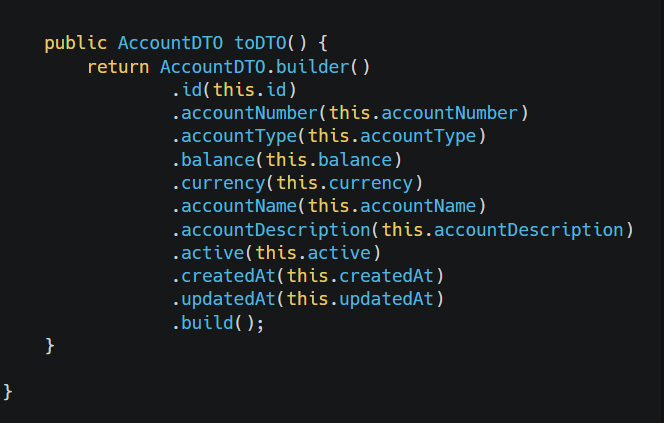 public AccountDTO toDTO() {
return AccountDTO.builder()
.id(this.id)
.accountNumber(this.accountNumber)
.accountType(this.accountType)
.balance(this.balance)
.currency(this.currency)
.accountName(this.accountName)
.accountDescription(this.accountDescription)
.active(this.active)
.createdAt(this.createdAt)
.updatedAt(this.updatedAt)
.build();
}
}